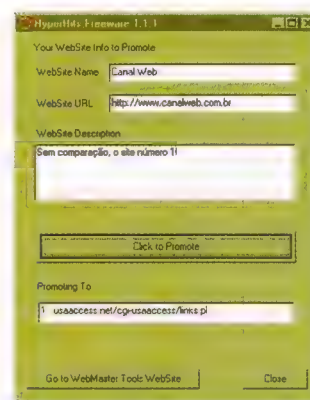 HyperHits Freeware 1.1.1
Your WebSite Info to Promote
WebSite Name Canal Web
WebSite URL http://www.canalweb.com.br
WebSite Description
Sem comparação, o site número 1!
Click to Promote
Promoting To
1 usaaccess.net/cgi-usaaccess/links.pl
Go to WebMaster Tools WebSite Close